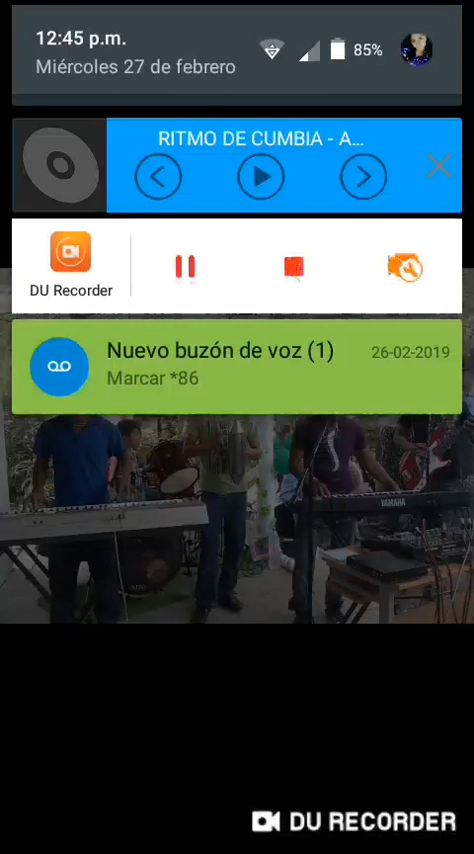 12:45 p.m.
85%
Miércoles 27 de febrero
RITMO DE CUMBIA - A...
DU Recorder
Nuevo buzón de voz (1)
26-02-2019
Marcar *86
YAMAHA
DU RECORDER